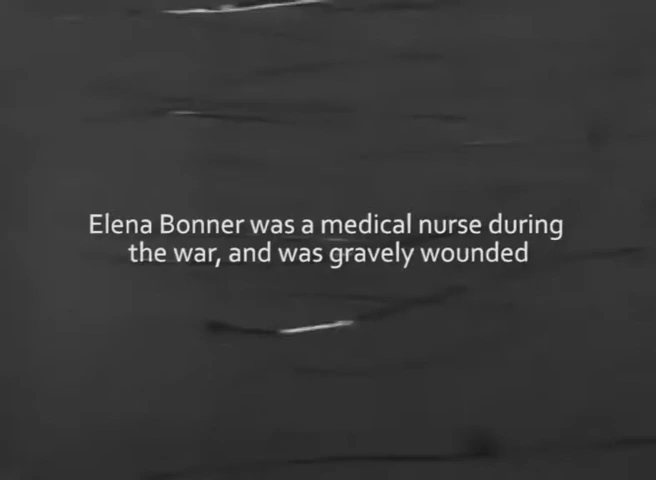 Elena Bonner was a medical nurse during
the war, and was gravely wounded